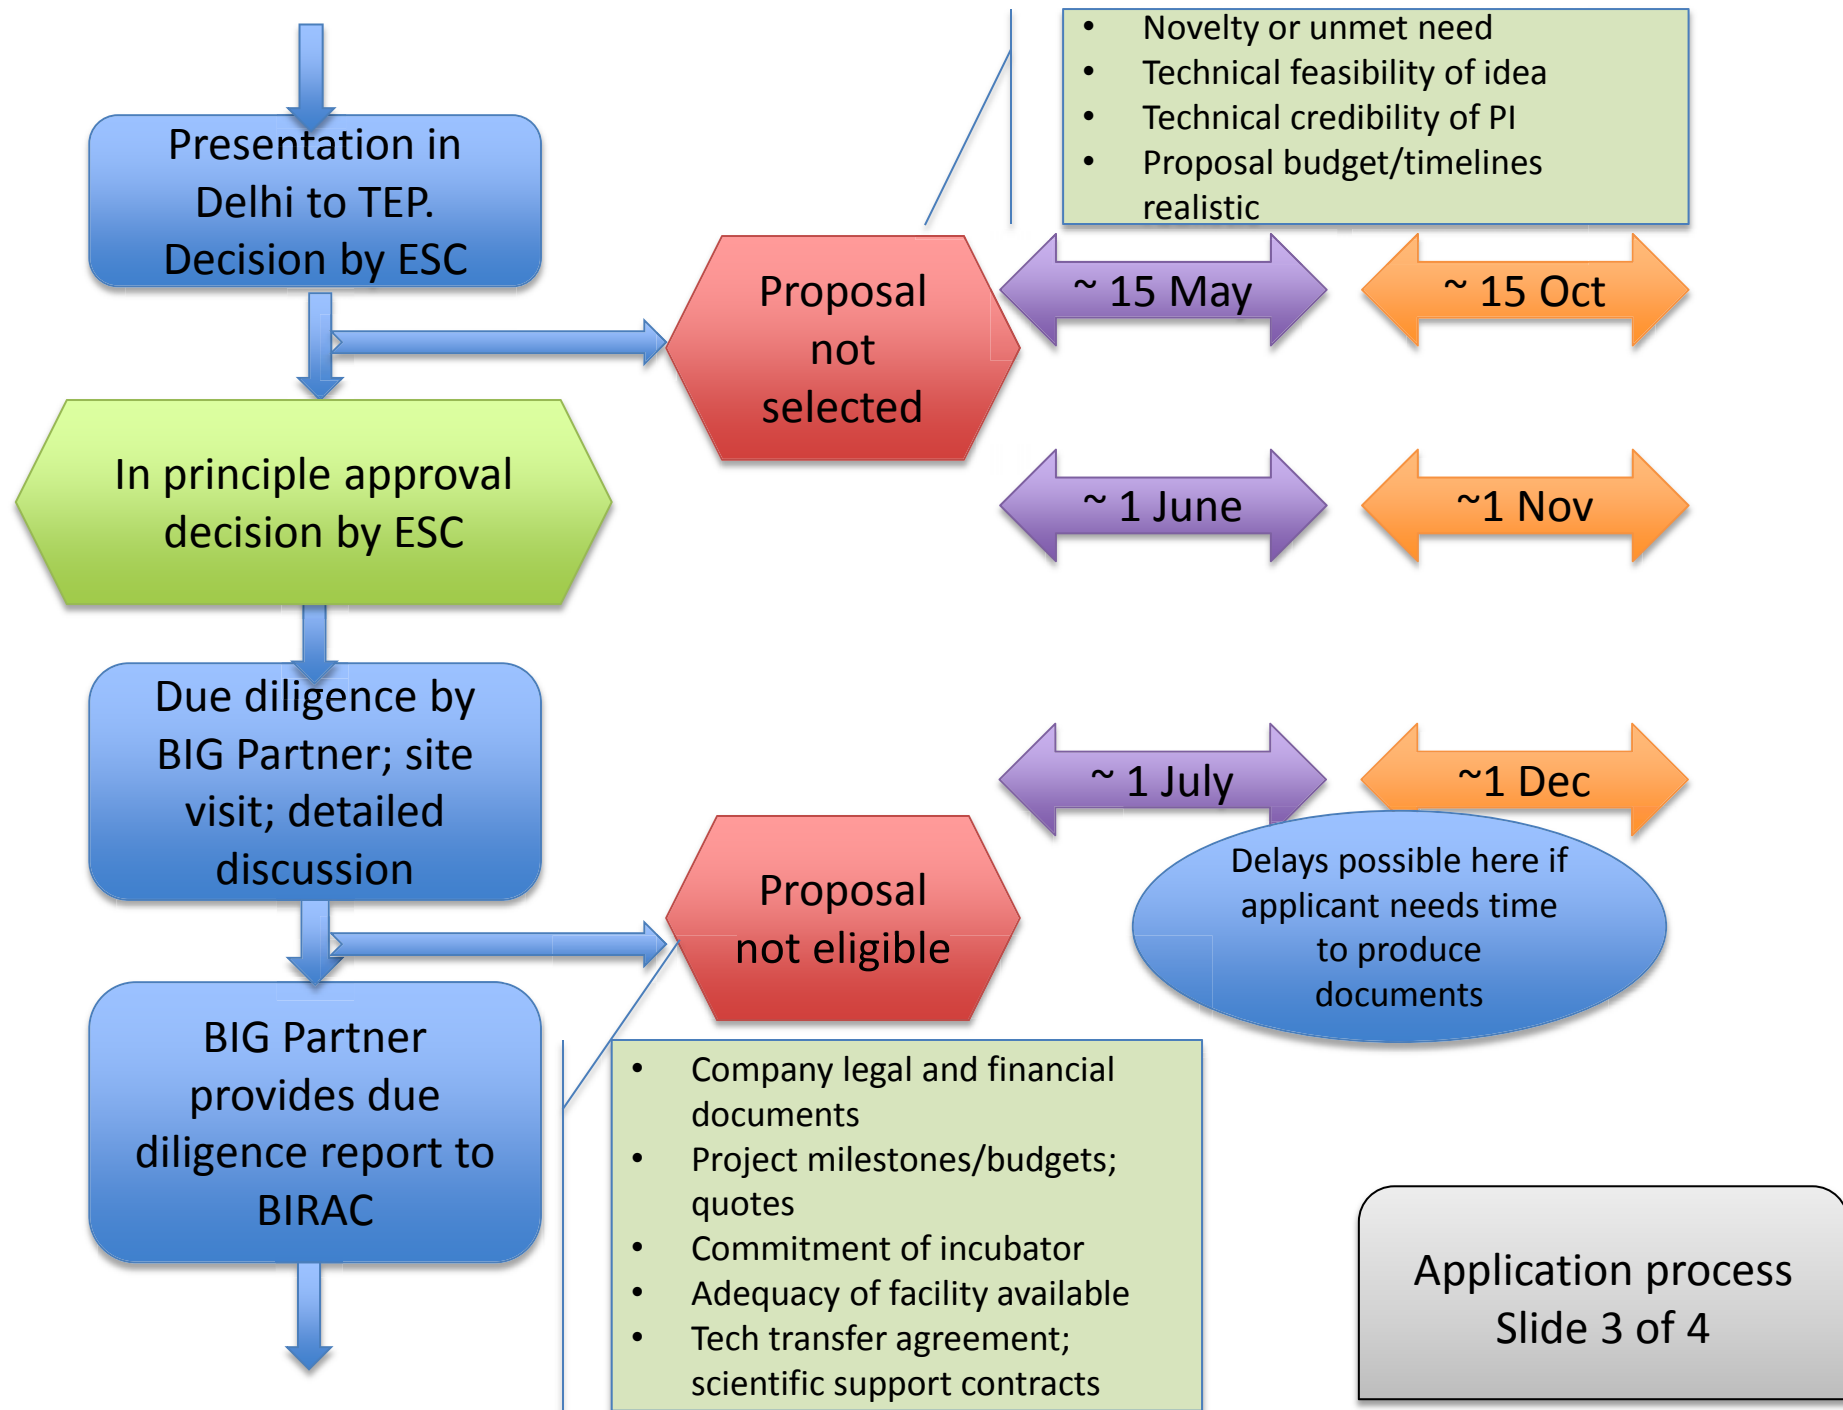 Presentation in
Delhi to TEP.
Decision by ESC
• Novelty or unmet need
• Technical feasibility of idea
• Technical credibility of PI
• Proposal budget/timelines
realistic
Proposal
not
selected
~ 15 May
~ 15 Oct
In principle approval
decision by ESC
~ 1 June
~1 Nov
Due diligence by
BIG Partner; site
visit; detailed
discussion
~ 1 July
~1 Dec
Proposal
not eligible
Delays possible here if
applicant needs time
to produce
documents
BIG Partner
provides due
diligence report to
BIRAC
• Company legal and financial
documents
• Project milestones/budgets;
quotes
• Commitment of incubator
• Adequacy of facility available
• Tech transfer agreement;
scientific support contracts
Application process
Slide 3 of 4